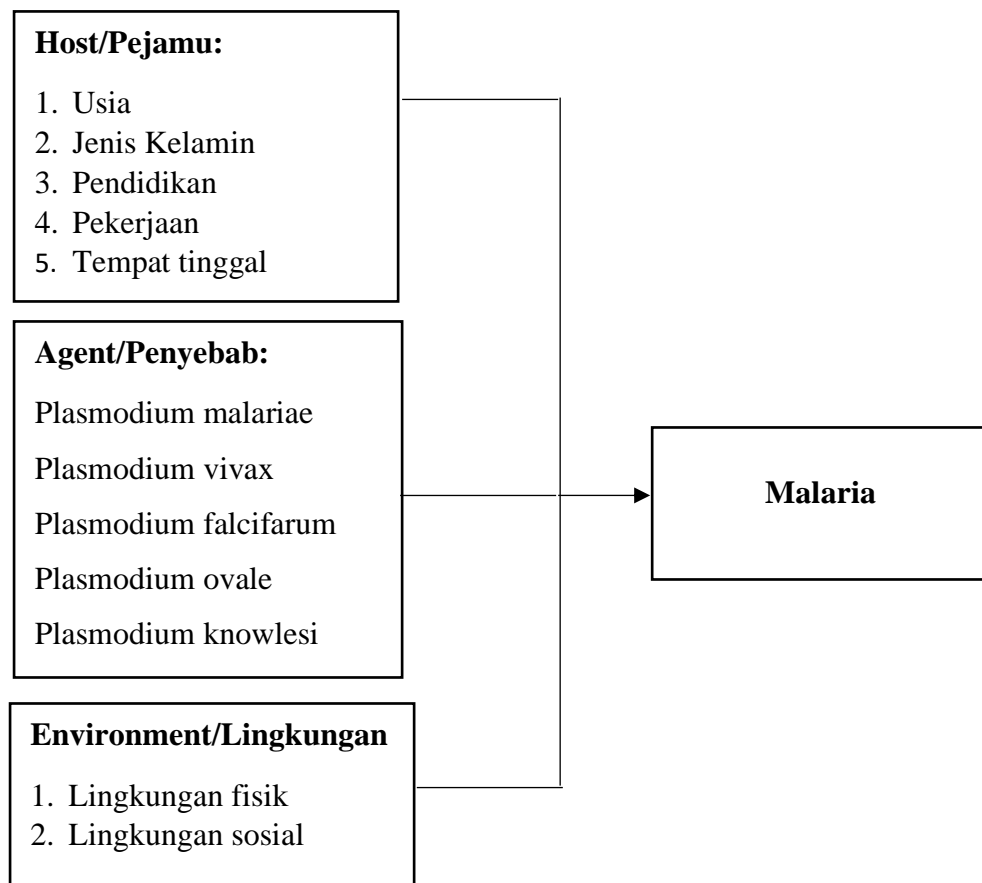 Host/Pejamu:
1. Usia
2. Jenis Kelamin
3. Pendidikan
4. Pekerjaan
5. Tempat tinggal
Agent/Penyebab:
Plasmodium malariae
Plasmodium vivax
Plasmodium falcifarum
Plasmodium ovale
Plasmodium knowlesi
Malaria
Environment/Lingkungan
1. Lingkungan fisik
2. Lingkungan sosial